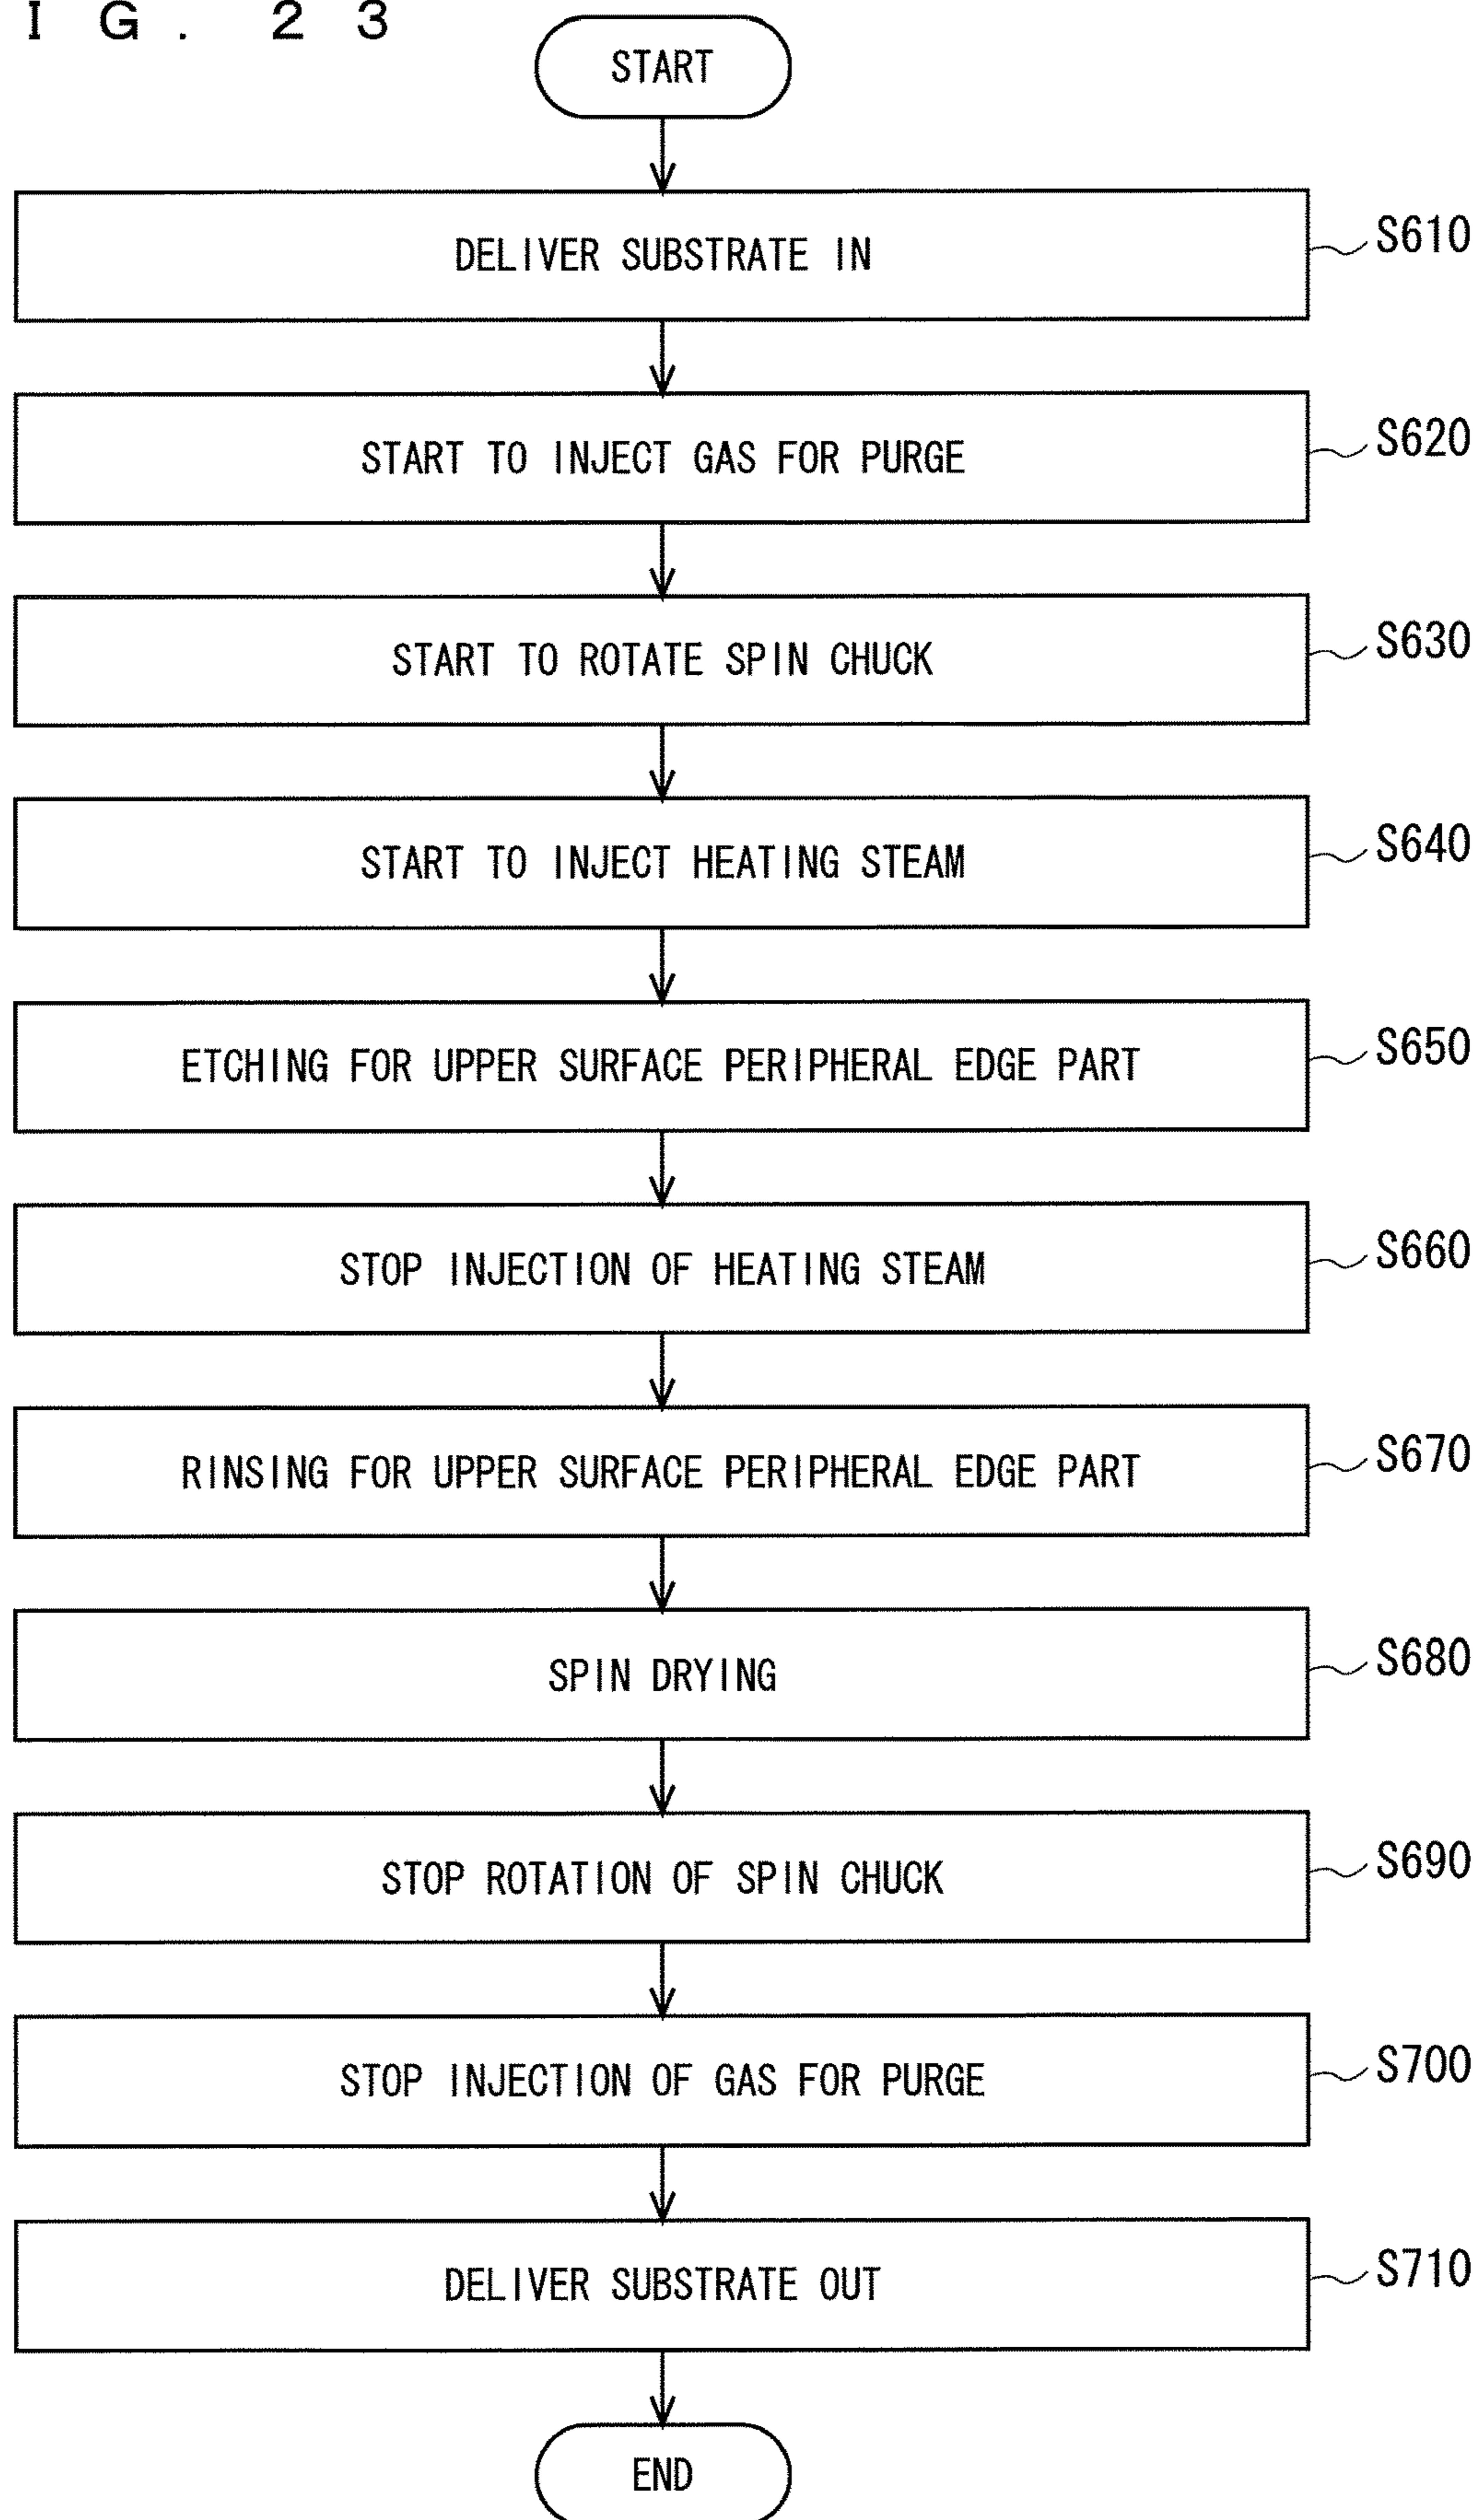 I G . 2 3
START
DELIVER SUBSTRATE IN
S610
START TO INJECT GAS FOR PURGE
S620
START TO ROTATE SPIN CHUCK
S630
START TO INJECT HEATING STEAM
S640
ETCHING FOR UPPER SURFACE PERIPHERAL EDGE PART
S650
STOP INJECTION OF HEATING STEAM
S660
RINSING FOR UPPER SURFACE PERIPHERAL EDGE PART
S670
SPIN DRYING
S680
STOP ROTATION OF SPIN CHUCK
S690
STOP INJECTION OF GAS FOR PURGE
S700
DELIVER SUBSTRATE OUT
S710
END